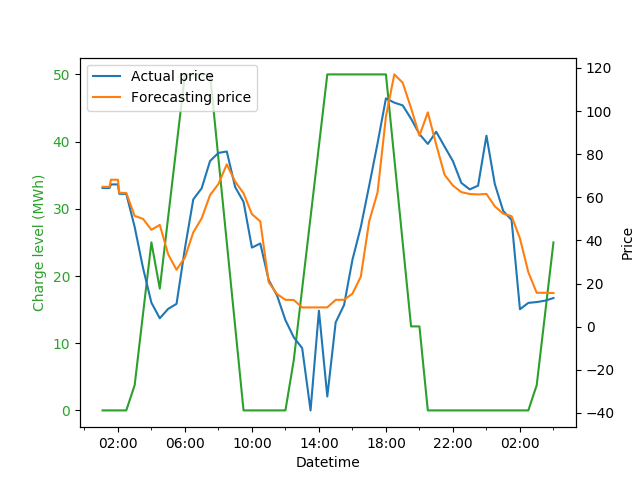 Actual price
Forecasting price
Charge level (MWh)
50
40
30
20
10
0
120
100
80
60
40
20
0
−20
−40
Price
02:00 06:00 10:00 14:00 18:00 22:00 02:00
Datetime